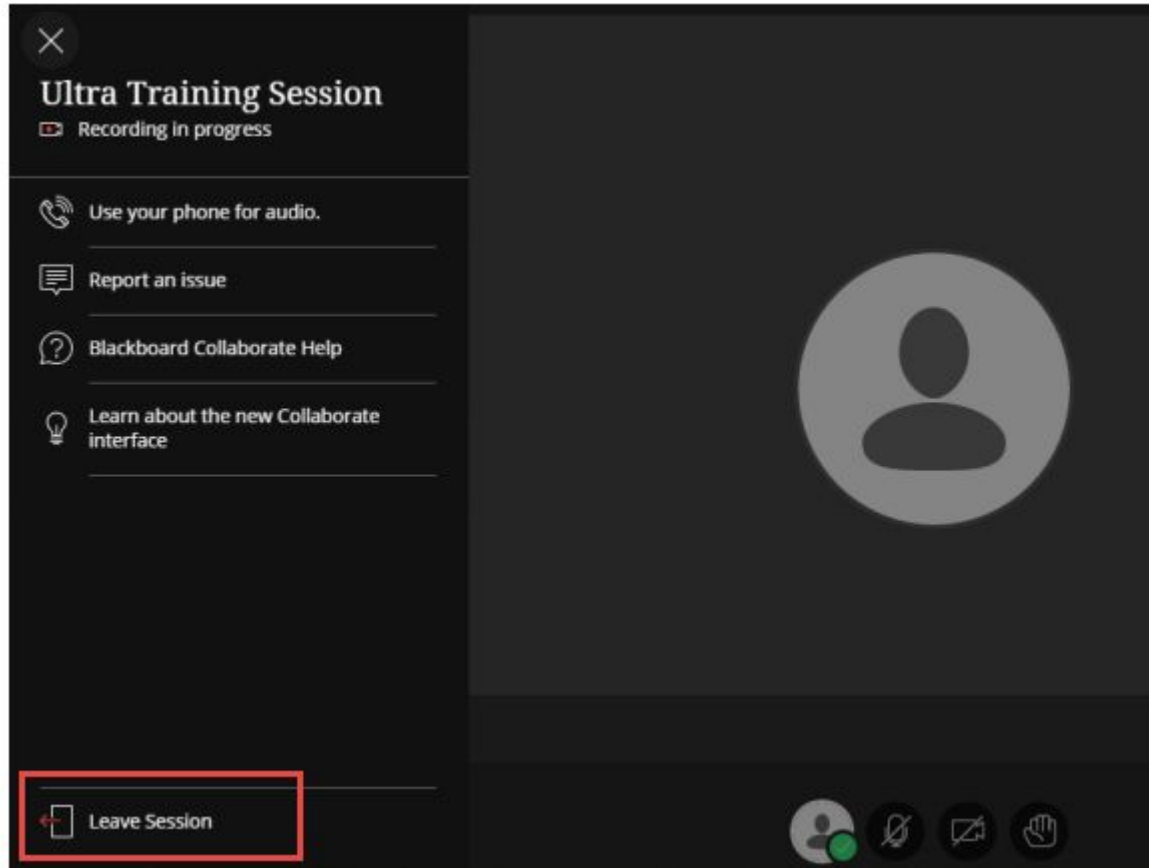 Ultra Training Session
Recording in progress
Use your phone for audio.
Report an issue
Blackboard Collaborate Help
Learn about the new Collaborate
interface
Leave Session